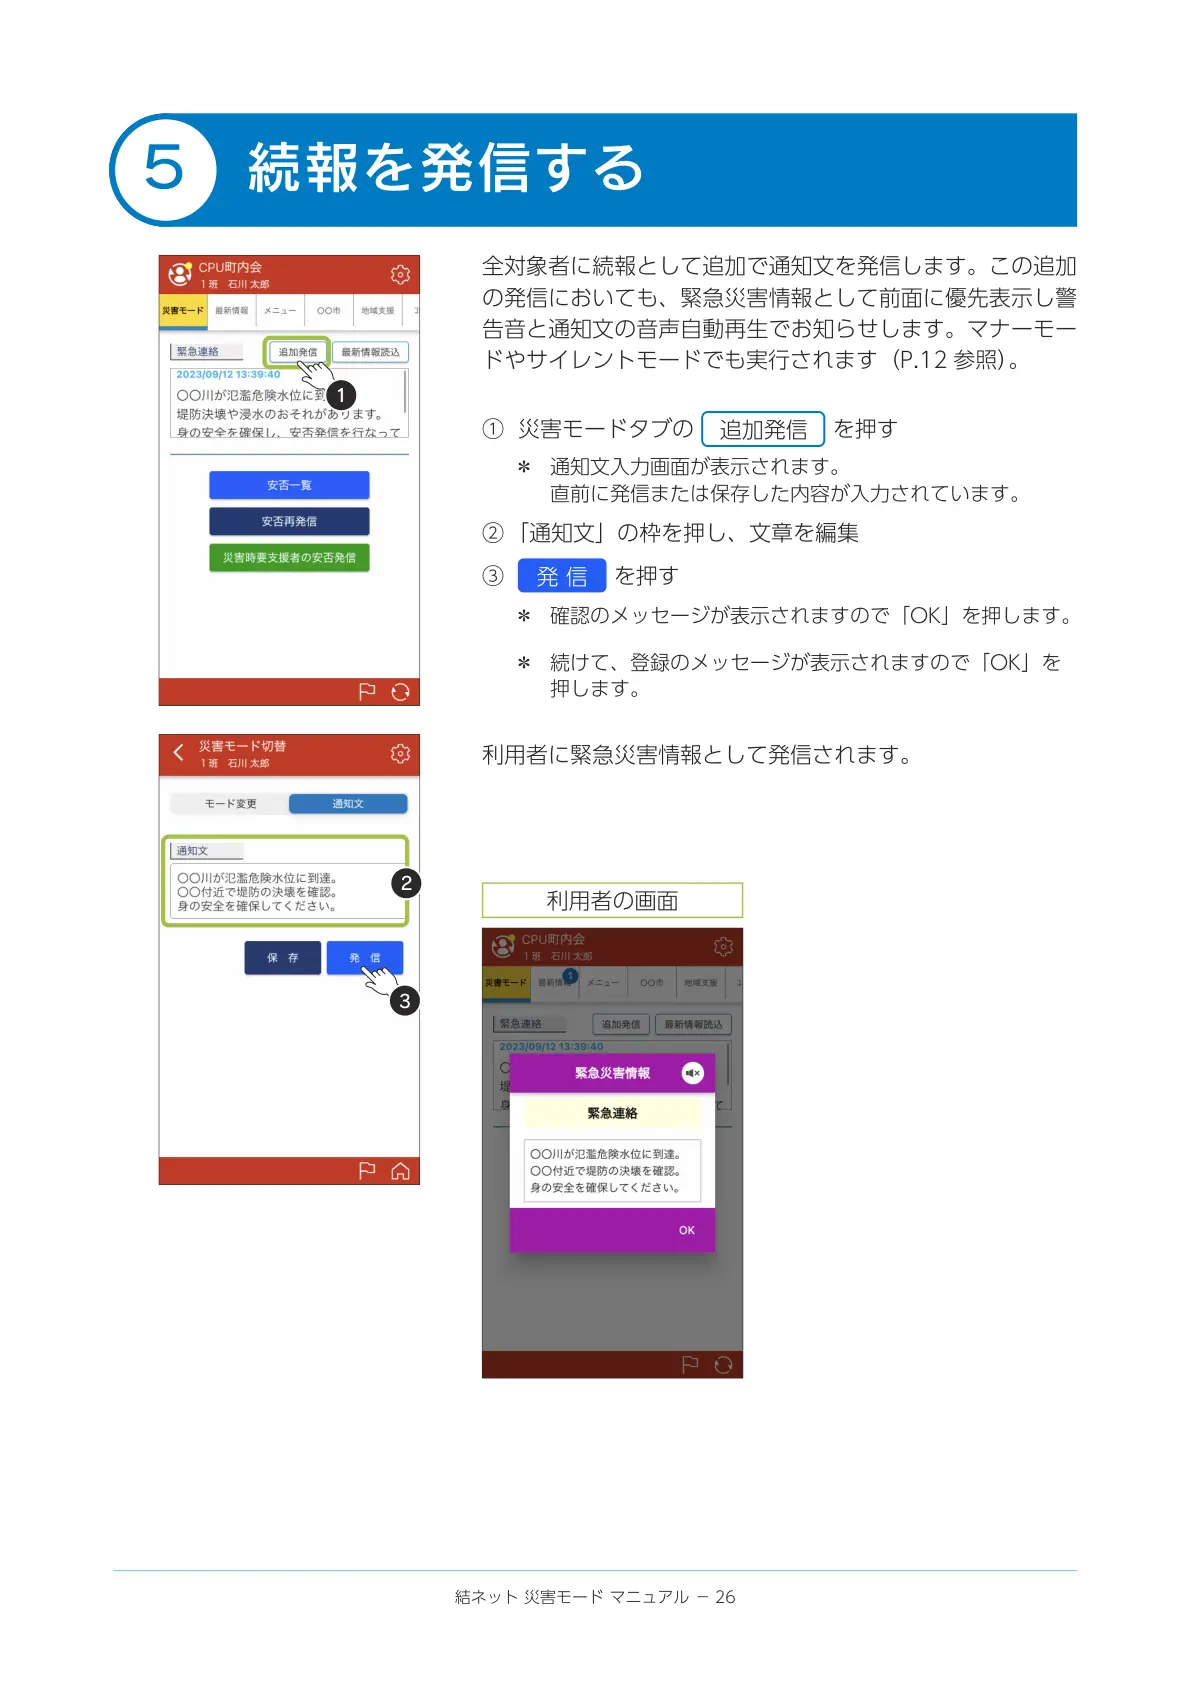 5 続報を発信する
CPU町内会
1班 石川 太郎
災害モード 最新情報 メニュー 〇〇市 地域支援
緊急連絡 追加発信 最新情報読込
2023/09/12 13:39:40
〇〇川が氾濫危険水位に到
堤防決壊や浸水のおそれがあります。
身の安全を確保し、安否発信を行なって
1
安否一覧
安否再発信
災害時要支援者の安否発信
全対象者に続報として追加で通知文を発信します。この追加
の発信においても、緊急災害情報として前面に優先表示し警
告音と通知文の音声自動再生でお知らせします。マナーモー
ドやサイレントモードでも実行されます（P.12 参照）。
① 災害モードタブの 追加発信 を押す
＊ 通知文入力画面が表示されます。
直前に発信または保存した内容が入力されています。
② 「通知文」の枠を押し、文章を編集
③ 発 信 を押す
＊ 確認のメッセージが表示されますので「OK」を押します。
＊ 続けて、登録のメッセージが表示されますので「OK」を
押します。
災害モード切替
1班 石川 太郎
モード変更 通知文
通知文
〇〇川が氾濫危険水位に到達。
〇〇付近で堤防の決壊を確認。
身の安全を確保してください。
2
保 存 発 信
3
利用者に緊急災害情報として発信されます。
利用者の画面
CPU町内会
1班 石川 太郎
災害モード 最新情 1 メニュー 〇〇市 地域支援
緊急連絡 追加発信 最新情報読込
2023/09/12 13:39:40
緊急災害情報
緊急連絡
〇〇川が氾濫危険水位に到達。
〇〇付近で堤防の決壊を確認。
身の安全を確保してください。
OK
結ネット 災害モード マニュアル － 26